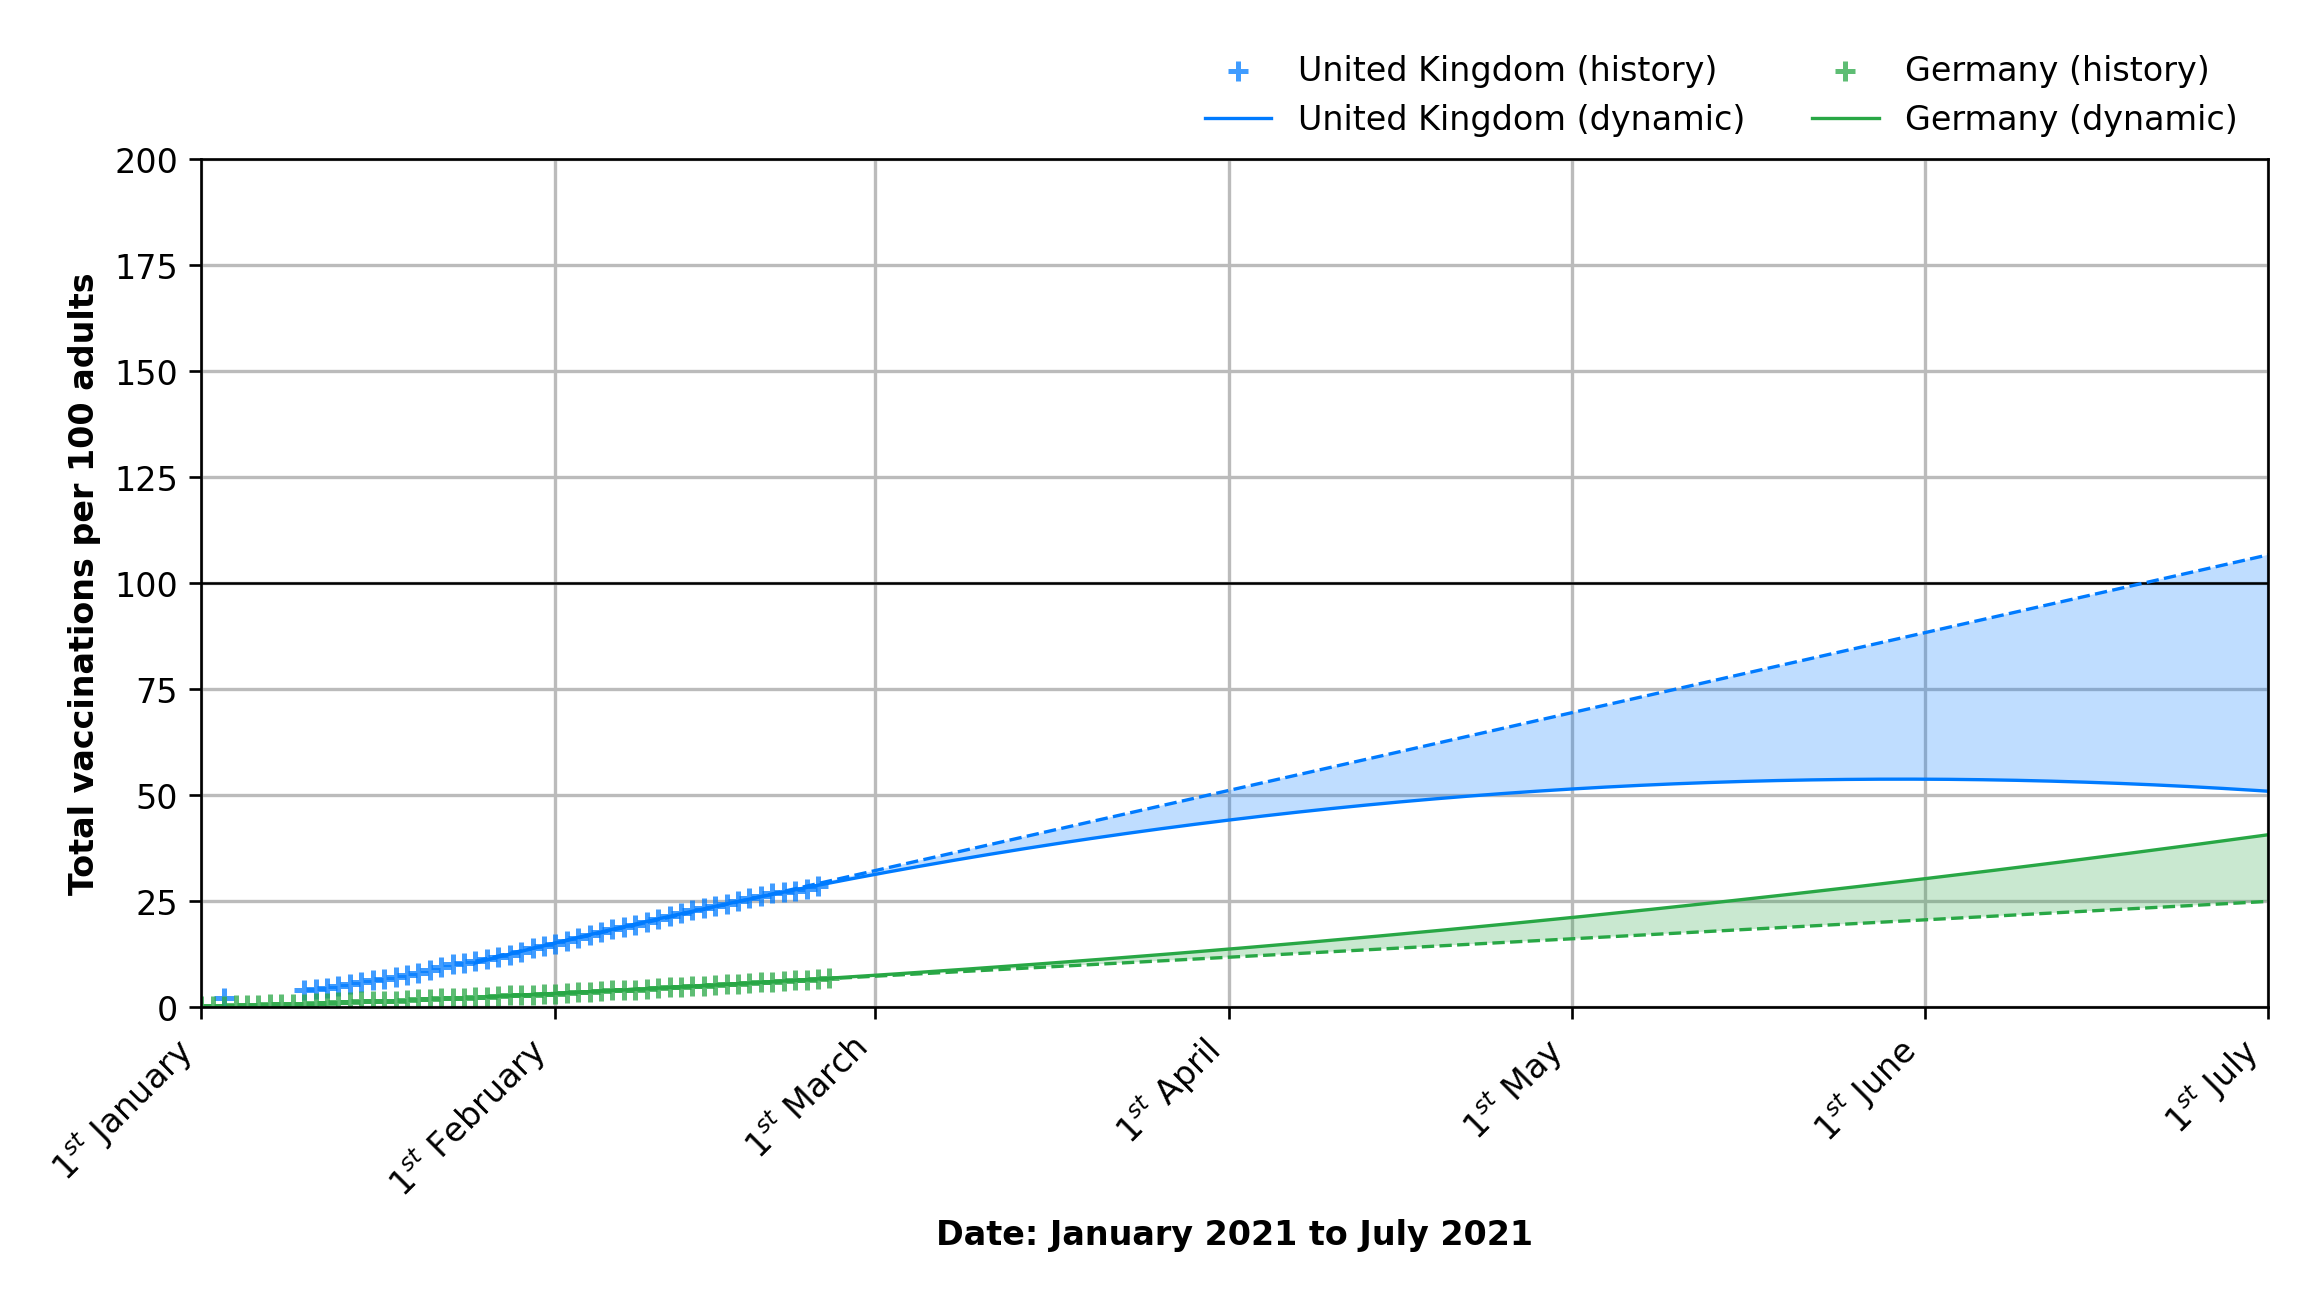 United Kingdom (history)
Germany (history)
United Kingdom (dynamic)
Germany (dynamic)
200
175
150
125
100
75
50
25
0
Total vaccinations per 100 adults
1st January
1st February
1st March
1st April
1st May
1st June
1st July
Date: January 2021 to July 2021